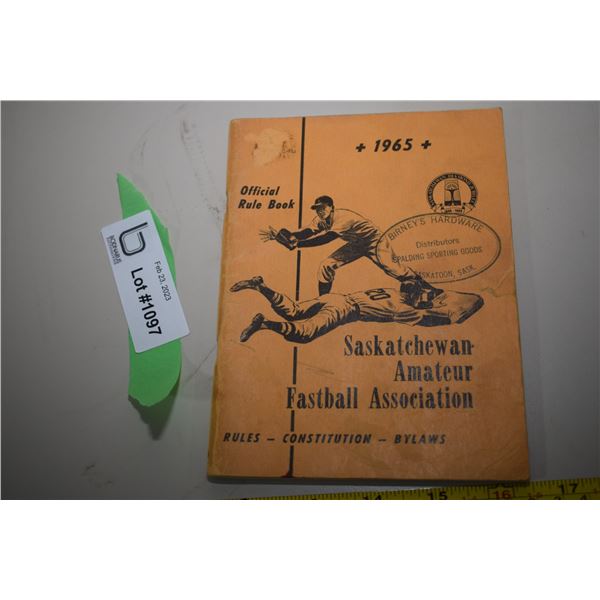 + 1965 +
Official
Rule Book
BIRNEY'S HARDWARE
Distributors
SPALDING SPORTING GOODS
SASKATOON, SASK.
20
Saskatchewan
Amateur
Fastball Association
RULES - CONSTITUTION - BYLAWS
Feb 23, 2023
Lot #1097
14 15 16 17